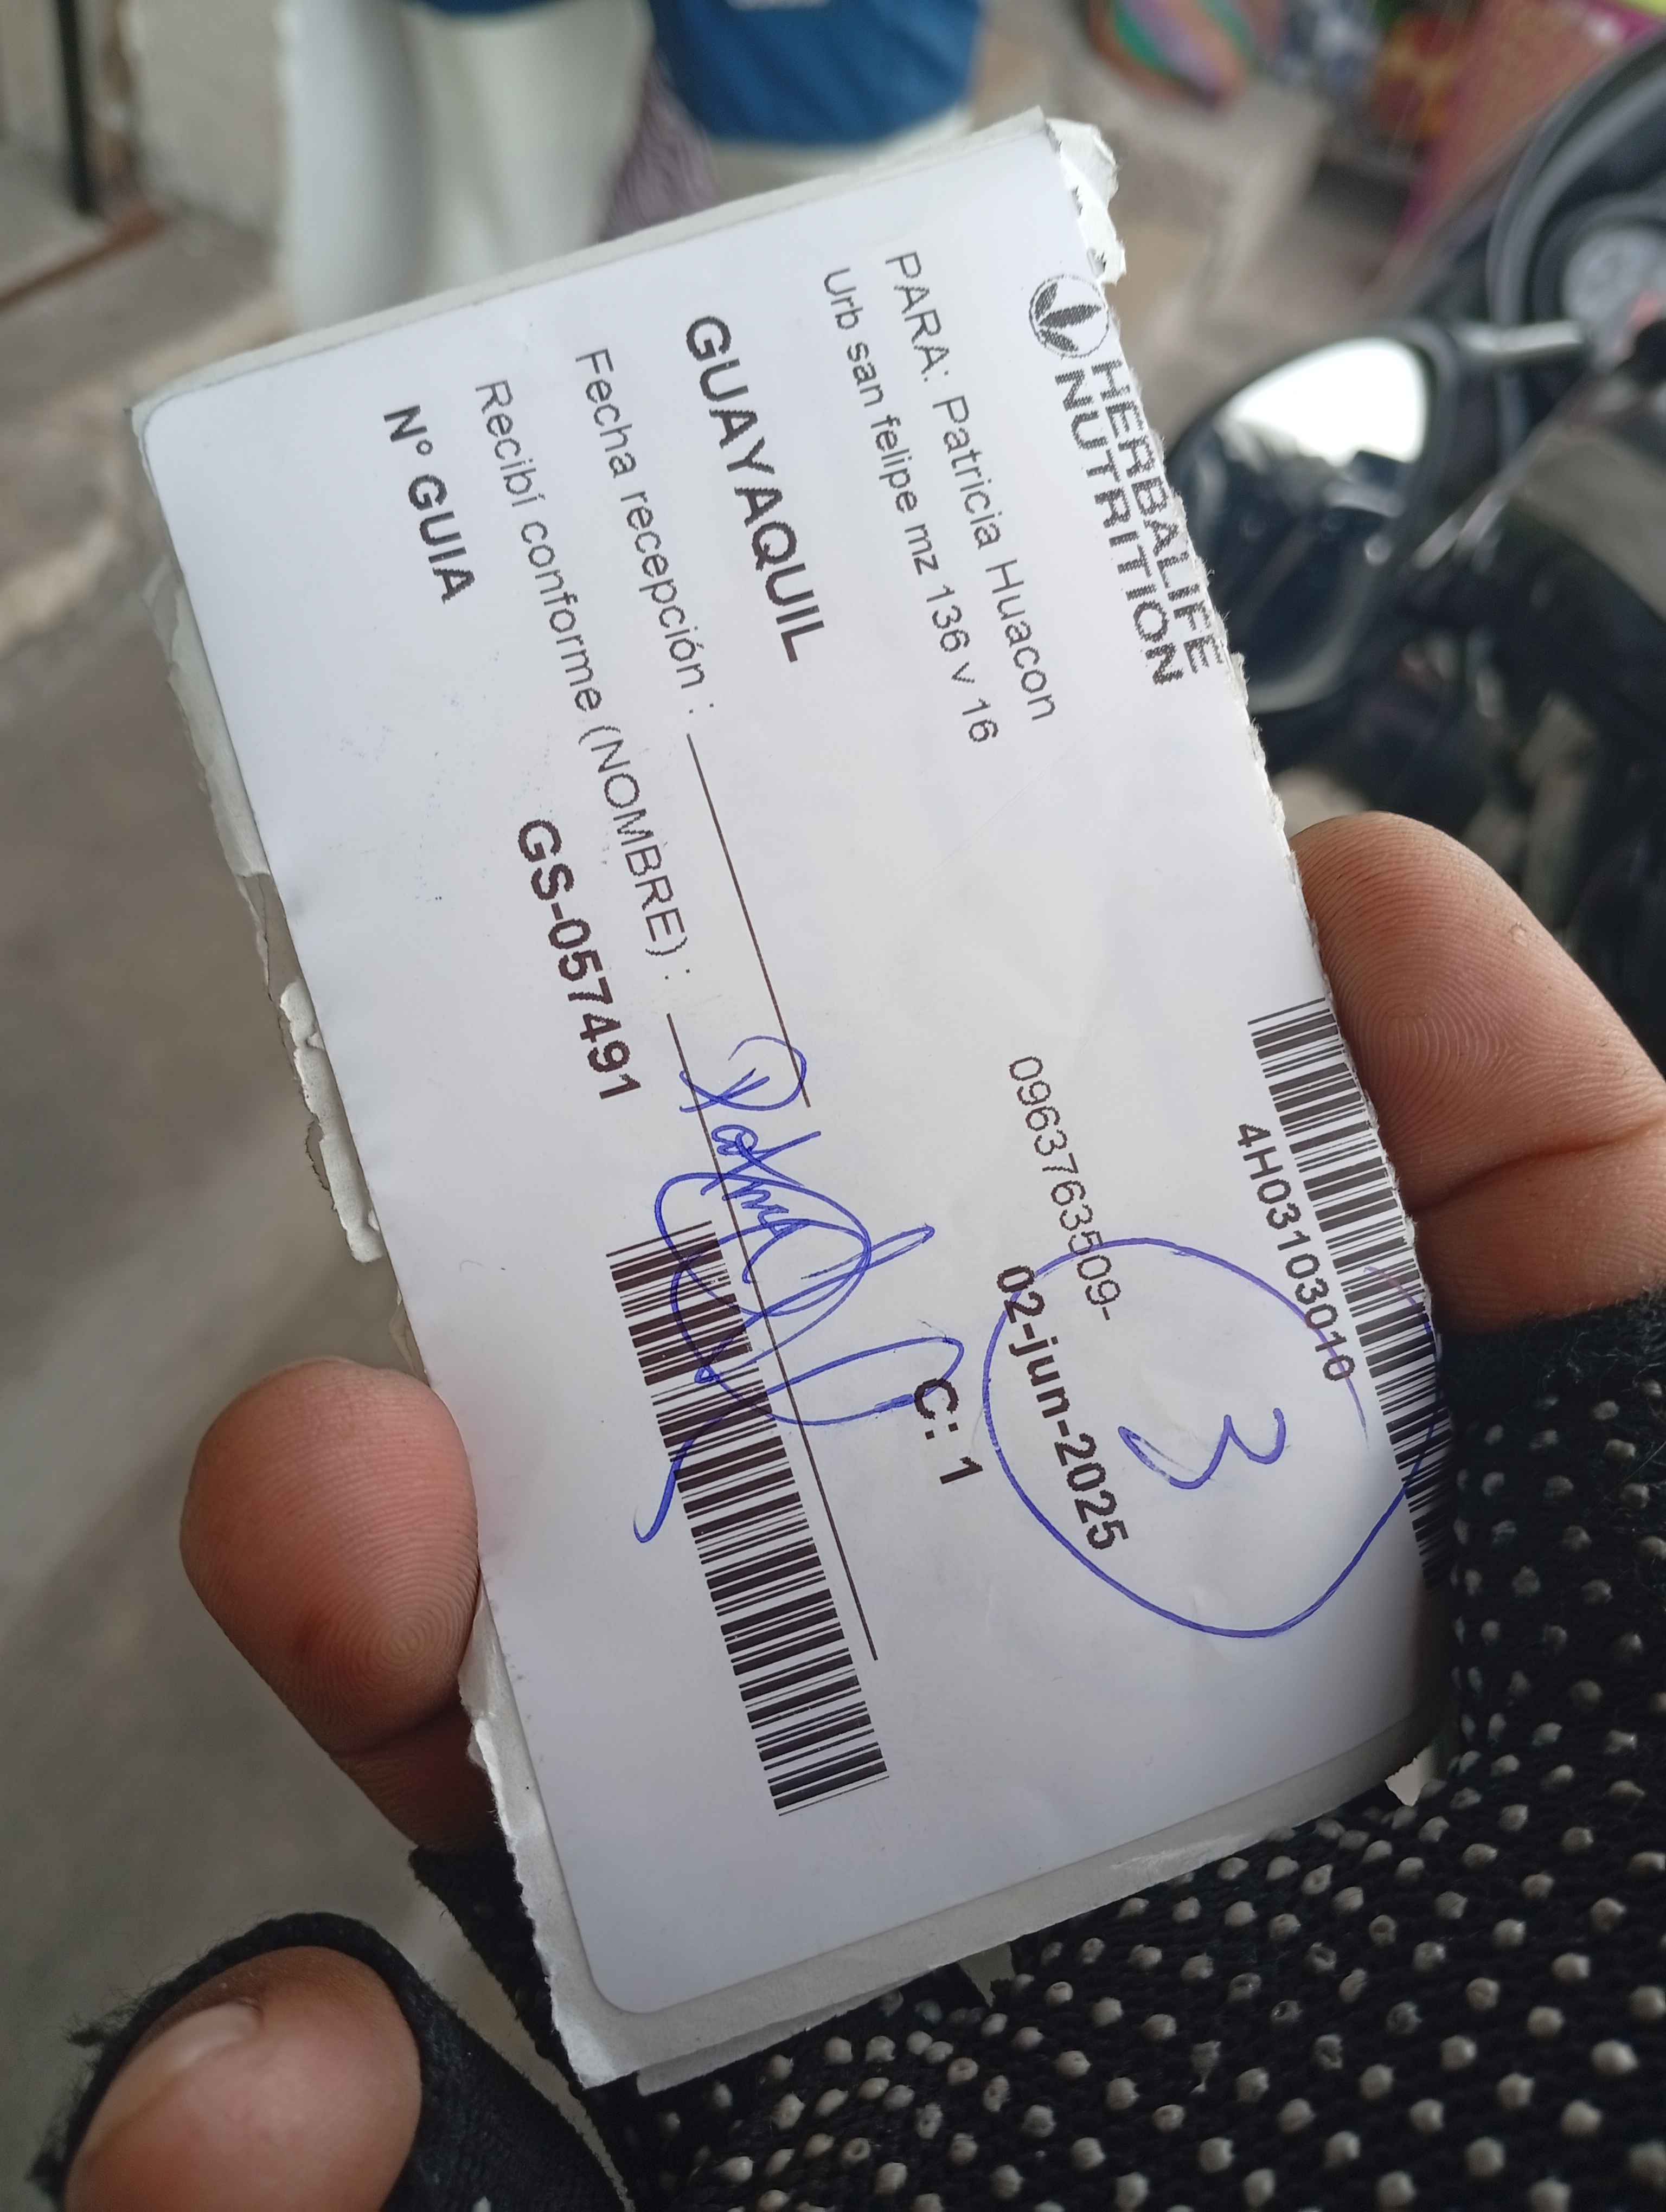 HERBALIFE
NUTRITION
4H03103010
PARA: Patricia Huacon
0963763509-
Urb san felipe mz 136 v 16
02-jun-2025
3
GUAYAQUIL
C: 1
Fecha recepción :
Recibí conforme (NOMBRE) :
Nº GUIA
GS-057491